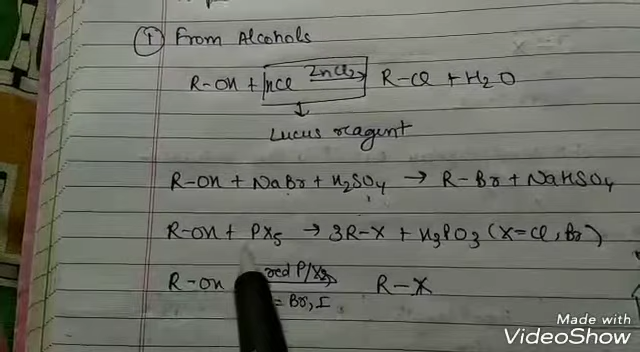 ① From Alcohols
R-OH + HCl ZnCl2 → R-Cl + H2O
Lucus reagent
R-OH + NaBr + H2SO4 → R-Br + NaHSO4
R-OH + PX5 → 3R-X + H3PO3 (X=Cl, Br)
R-OH red P/X2 → R-X
= Br, I
Made with
VideoShow